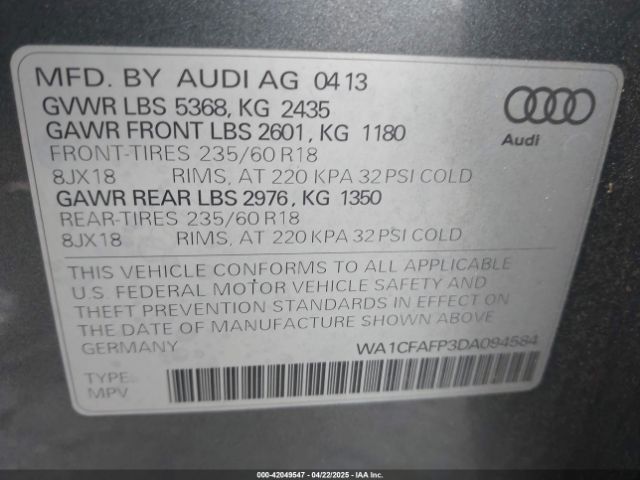 MFD. BY AUDI AG 0413
GVWR LBS 5368, KG 2435
GAWR FRONT LBS 2601, KG 1180
FRONT-TIRES 235/60 R18
8JX18 RIMS, AT 220 KPA 32 PSI COLD
GAWR REAR LBS 2976, KG 1350
REAR-TIRES 235/60 R18
8JX18 RIMS, AT 220 KPA 32 PSI COLD
Audi
THIS VEHICLE CONFORMS TO ALL APPLICABLE
U.S. FEDERAL MOTOR VEHICLE SAFETY AND
THEFT PREVENTION STANDARDS IN EFFECT ON
THE DATE OF MANUFACTURE SHOWN ABOVE
GERMANY WA1CFAFP3DA094584
TYPE:
MPV
000-42049547 - 04/22/2025 - IAA Inc.